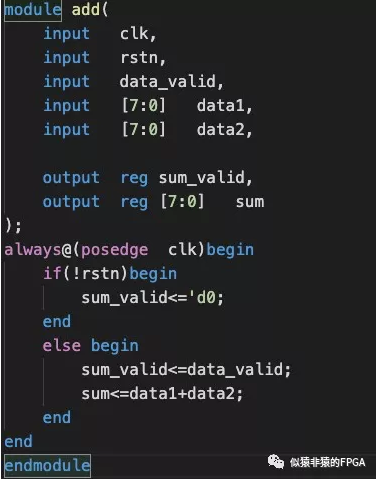 module add(
    input   clk,
    input   rstn,
    input   data_valid,
    input   [7:0]   data1,
    input   [7:0]   data2,

    output  reg sum_valid,
    output  reg [7:0]   sum
);
always@(posedge  clk)begin
    if(!rstn)begin
        sum_valid<='d0;
    end
    else begin
        sum_valid<=data_valid;
        sum<=data1+data2;
    end
end
endmodule
似猿非猿的FPGA